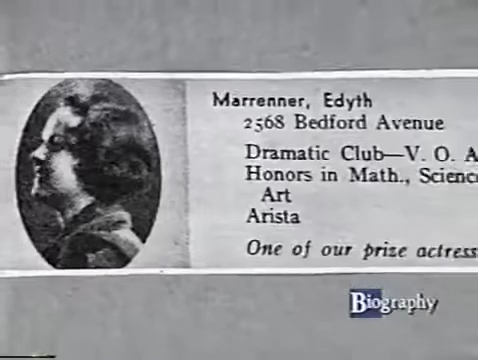 Marrenner, Edyth
2568 Bedford Avenue
Dramatic Club—V. O. A
Honors in Math., Scienc
Art
Arista
One of our prize actress
Biography